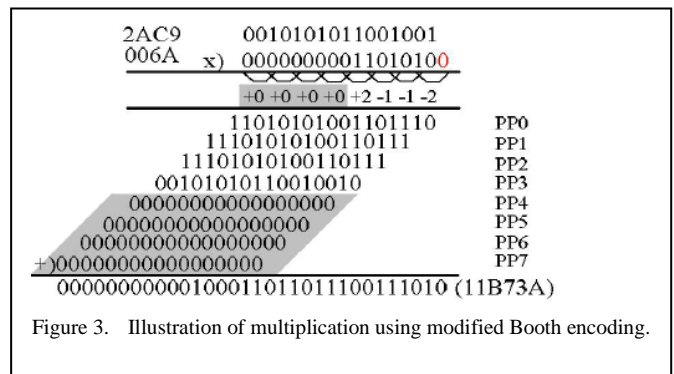 2AC9 0010101011001001
006A x) 00000000011010100
+0 +0 +0 +0 +2 -1 -1 -2
11010101001101110 PP0
11101010100110111 PP1
11101010100110111 PP2
00101010110010010 PP3
00000000000000000 PP4
00000000000000000 PP5
00000000000000000 PP6
+)00000000000000000 PP7
00000000000100011011011100111010 (11B73A)
Figure 3. Illustration of multiplication using modified Booth encoding.